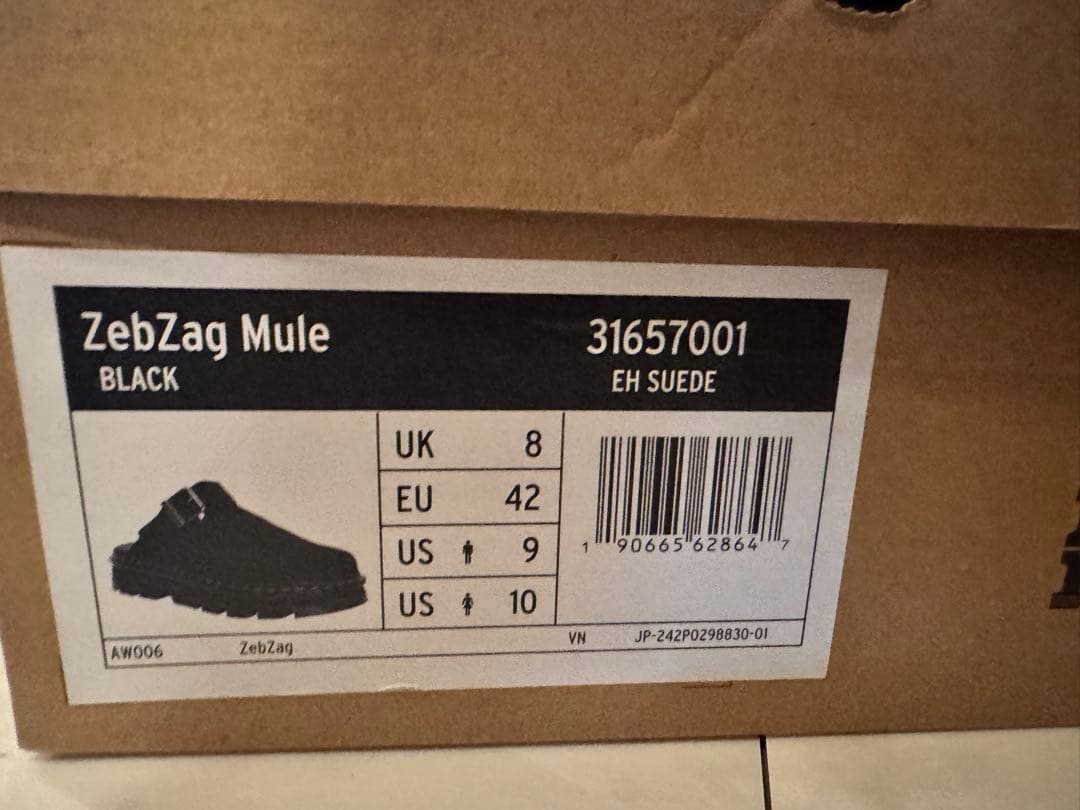 ZebZag Mule 31657001
BLACK EH SUEDE
UK 8
EU 42
US 9
US 10
1 90665 62864 7
VN JP-242P0298830-01
AW006 ZebZag